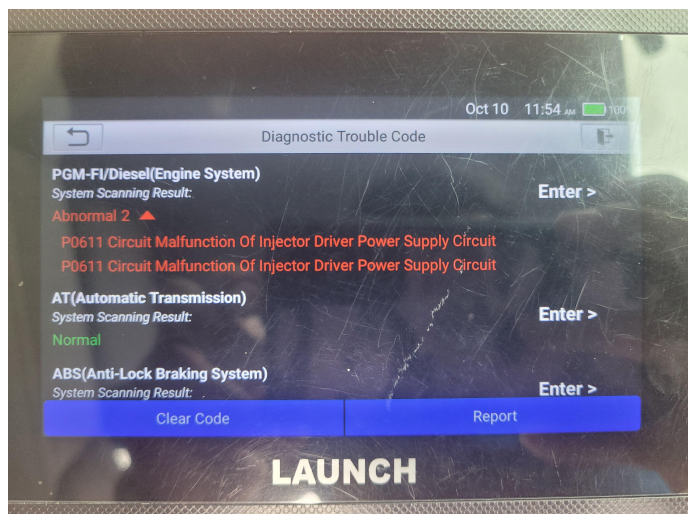 Oct 10 11:54 AM 100%
Diagnostic Trouble Code
PGM-FI/Diesel(Engine System)
System Scanning Result:
Enter >
Abnormal 2
P0611 Circuit Malfunction Of Injector Driver Power Supply Circuit
P0611 Circuit Malfunction Of Injector Driver Power Supply Circuit
AT(Automatic Transmission)
System Scanning Result:
Enter >
Normal
ABS(Anti-Lock Braking System)
System Scanning Result:
Enter >
Clear Code Report
LAUNCH